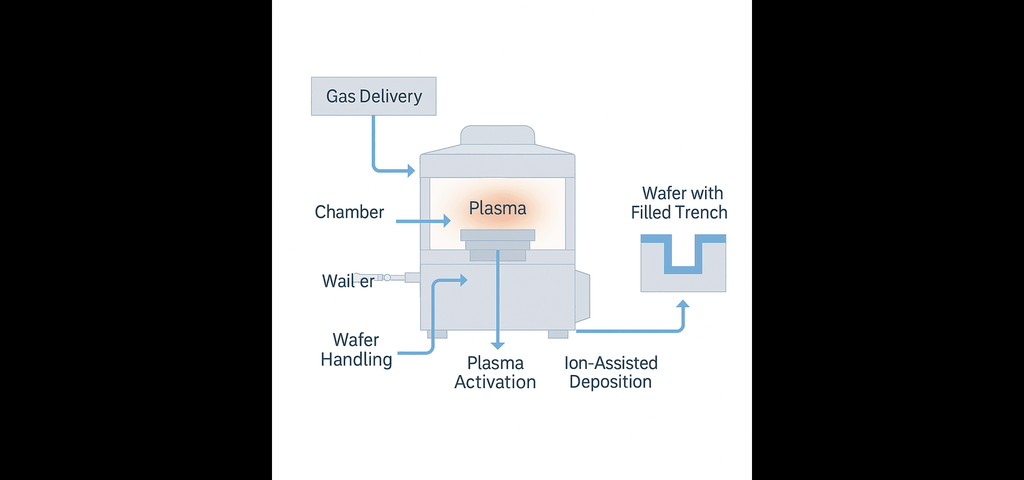 Gas Delivery
Plasma
Chamber
Wafer with
Filled Trench
Wail er
Wafer
Handling
Plasma
Activation
Ion-Assisted
Deposition